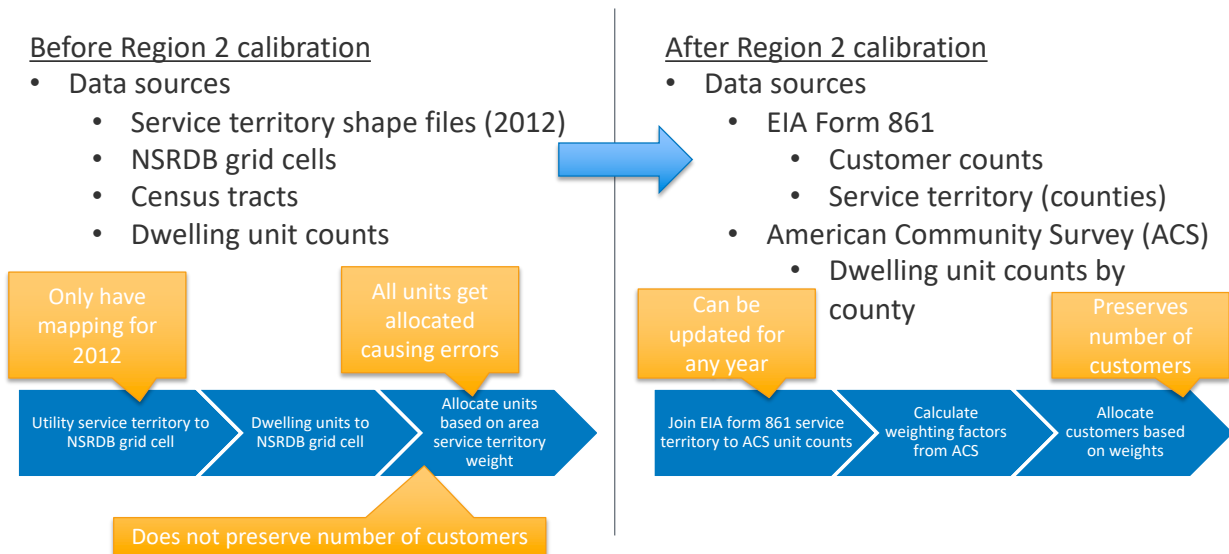 Before Region 2 calibration
• Data sources
• Service territory shape files (2012)
• NSRDB grid cells
• Census tracts
• Dwelling unit counts
Only have
mapping for
2012
All units get
allocated
causing errors
Utility service territory to
NSRDB grid cell
Dwelling units to
NSRDB grid cell
Allocate units
based on area
service territory
weight
Does not preserve number of customers
After Region 2 calibration
• Data sources
• EIA Form 861
• Customer counts
• Service territory (counties)
• American Community Survey (ACS)
• Dwelling unit counts by
county
Can be
updated for
any year
Preserves
number of
customers
Join EIA form 861 service
territory to ACS unit counts
Calculate
weighting factors
from ACS
Allocate
customers based
on weights